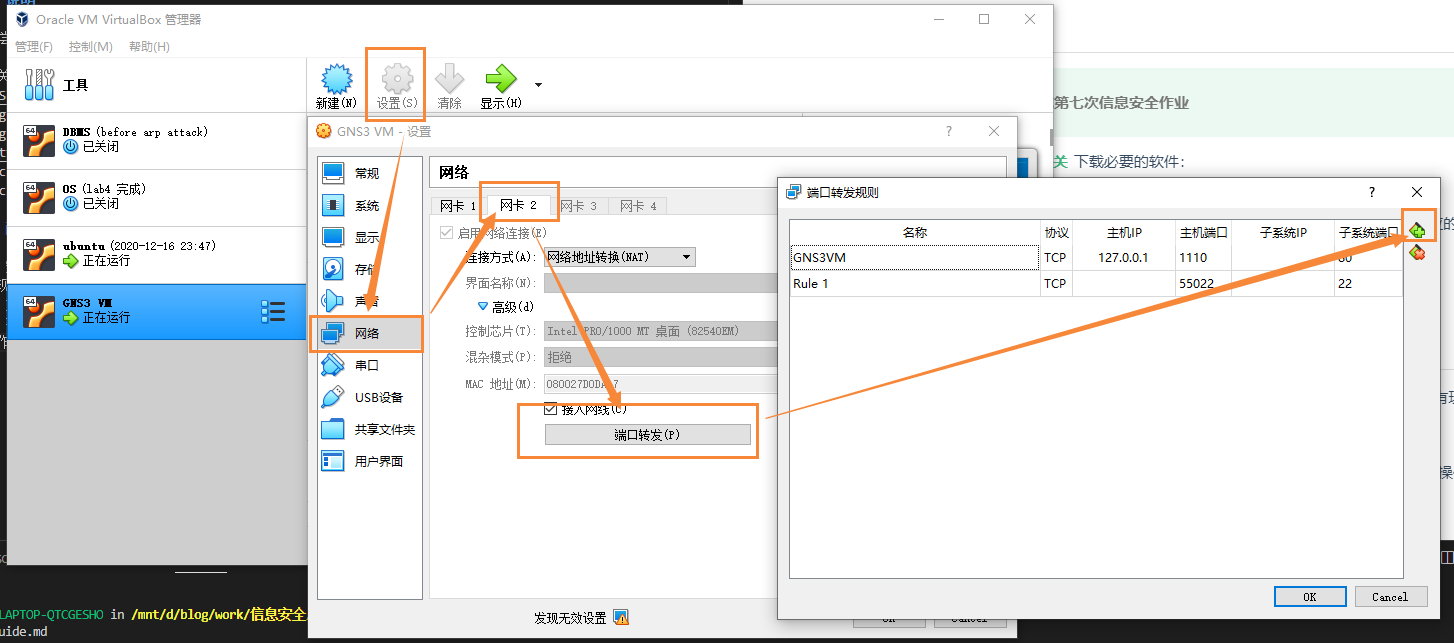 Oracle VM VirtualBox 管理器
管理(F) 控制(M) 帮助(H)
工具
新建(N) 设置(S) 清除 显示(H)
DBMS (before arp attack)
已关闭
OS (lab4 完成)
已关闭
ubuntu (2020-12-16 23:47)
正在运行
GNS3 VM
正在运行
GNS3 VM - 设置
常规
系统
显示
存储
声音
网络
串口
USB设备
共享文件夹
用户界面
网络
网卡 1 网卡 2 网卡 3 网卡 4
启用网络连接(E)
连接方式(A): 网络地址转换(NAT)
界面名称(N):
高级(d)
控制芯片(T): Intel PRO/1000 MT 桌面 (82540EM)
混杂模式(P): 拒绝
MAC 地址(M):
接入网线(C)
端口转发(P)
发现无效设置
OK Cancel
端口转发规则
名称 协议 主机IP 主机端口 子系统IP 子系统端口
GNS3VM TCP 127.0.0.1 1110 80
Rule 1 TCP 55022 22
OK Cancel
第七次信息安全作业
关 下载必要的软件：
LAPTOP-QTCGESHO in /mnt/d/blog/work/信息安全
uide.md